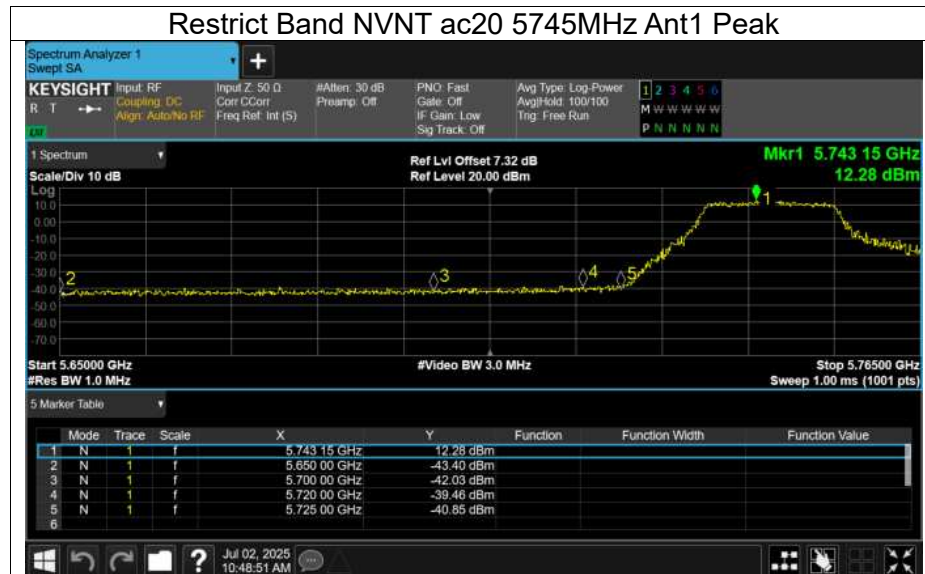 Restrict Band NVNT ac20 5745MHz Ant1 Peak
Spectrum Analyzer 1
Swept SA
+
KEYSIGHT Input: RF Input Z: 50 Ω #Atten: 30 dB PNO: Fast Avg Type: Log-Power 1 2 3 4 5 6
R T Coupling: DC Corr CCorr Preamp: Off Gate: Off Avg|Hold: 100/100 M W W W W W
Align: Auto/No RF Freq Ref: Int (S) IF Gain: Low Trig: Free Run
Sig Track: Off P N N N N N
1 Spectrum Ref Lvl Offset 7.32 dB Mkr1 5.743 15 GHz
Scale/Div 10 dB Ref Level 20.00 dBm 12.28 dBm
Log
10.0 1
0.00
-10.0
-20.0
-30.0 2 3 4 5
-40.0
-50.0
-60.0
-70.0
Start 5.65000 GHz #Video BW 3.0 MHz Stop 5.76500 GHz
#Res BW 1.0 MHz Sweep 1.00 ms (1001 pts)
5 Marker Table
Mode Trace Scale X Y Function Function Width Function Value
1 N 1 f 5.743 15 GHz 12.28 dBm
2 N 1 f 5.650 00 GHz -43.40 dBm
3 N 1 f 5.700 00 GHz -42.03 dBm
4 N 1 f 5.720 00 GHz -39.46 dBm
5 N 1 f 5.725 00 GHz -40.85 dBm
6
? Jul 02, 2025
10:48:51 AM